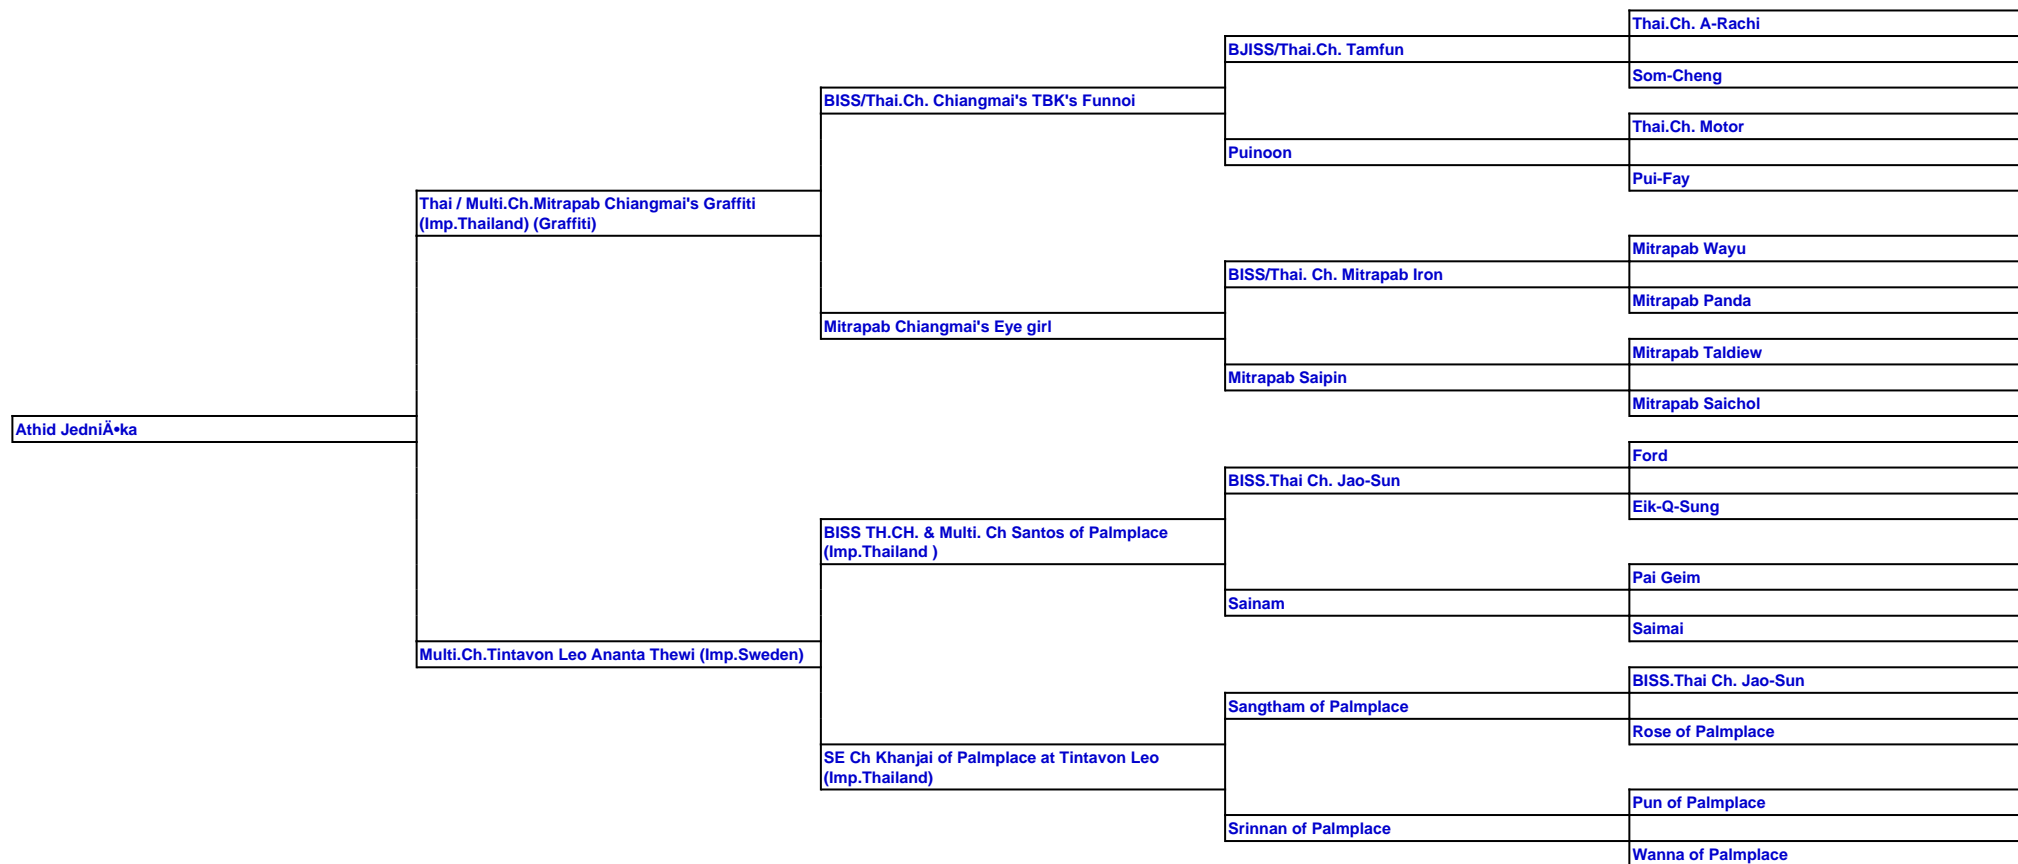 Thai.Ch. A-Rachi
BJISS/Thai.Ch. Tamfun
Som-Cheng
BISS/Thai.Ch. Chiangmai's TBK's Funnoi
Thai.Ch. Motor
Puinoon
Pui-Fay
Thai / Multi.Ch.Mitrapab Chiangmai's Graffiti
(Imp.Thailand) (Graffiti)
Mitrapab Wayu
BISS/Thai. Ch. Mitrapab Iron
Mitrapab Panda
Mitrapab Chiangmai's Eye girl
Mitrapab Taldiew
Mitrapab Saipin
Mitrapab Saichol
Athid JedniÄ•ka
Ford
BISS.Thai Ch. Jao-Sun
Eik-Q-Sung
BISS TH.CH. & Multi. Ch Santos of Palmplace
(Imp.Thailand )
Pai Geim
Sainam
Saimai
Multi.Ch.Tintavon Leo Ananta Thewi (Imp.Sweden)
BISS.Thai Ch. Jao-Sun
Sangtham of Palmplace
Rose of Palmplace
SE Ch Khanjai of Palmplace at Tintavon Leo
(Imp.Thailand)
Pun of Palmplace
Srinnan of Palmplace
Wanna of Palmplace